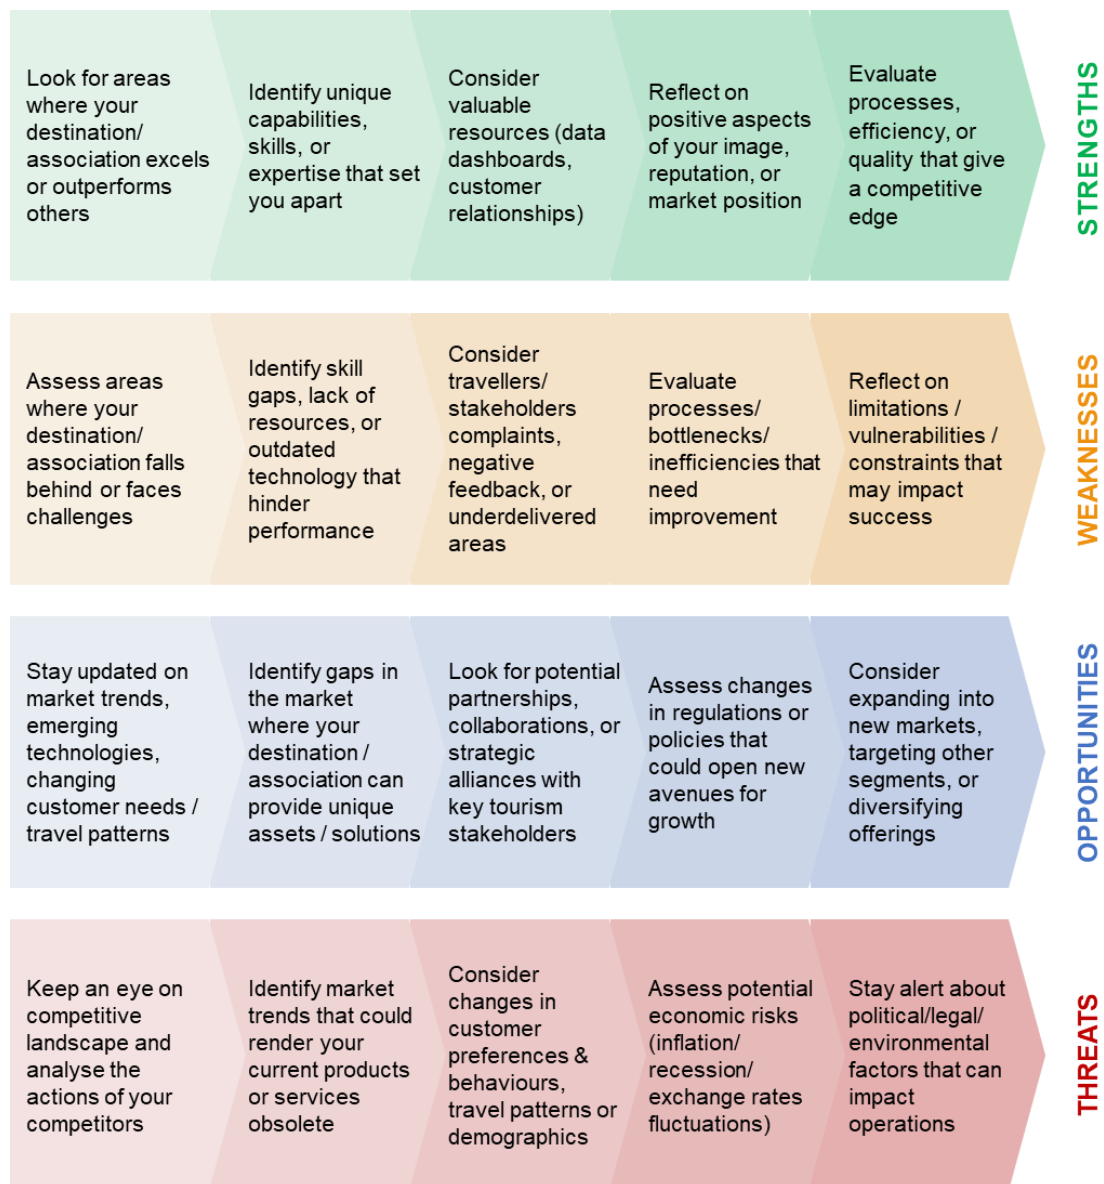 Look for areas
where your
destination/
association excels
or outperforms
others
Identify unique
capabilities,
skills, or
expertise that set
you apart
Consider
valuable
resources (data
dashboards,
customer
relationships)
Reflect on
positive aspects
of your image,
reputation, or
market position
Evaluate
processes,
efficiency, or
quality that give
a competitive
edge
STRENGTHS
Assess areas
where your
destination/
association falls
behind or faces
challenges
Identify skill
gaps, lack of
resources, or
outdated
technology that
hinder
performance
Consider
travellers/
stakeholders
complaints,
negative
feedback, or
underdelivered
areas
Evaluate
processes/
bottlenecks/
inefficiencies that
need
improvement
Reflect on
limitations /
vulnerabilities /
constraints that
may impact
success
WEAKNESSES
Stay updated on
market trends,
emerging
technologies,
changing
customer needs /
travel patterns
Identify gaps in
the market
where your
destination /
association can
provide unique
assets / solutions
Look for potential
partnerships,
collaborations, or
strategic
alliances with
key tourism
stakeholders
Assess changes
in regulations or
policies that
could open new
avenues for
growth
Consider
expanding into
new markets,
targeting other
segments, or
diversifying
offerings
OPPORTUNITIES
Keep an eye on
competitive
landscape and
analyse the
actions of your
competitors
Identify market
trends that could
render your
current products
or services
obsolete
Consider
changes in
customer
preferences &
behaviours,
travel patterns or
demographics
Assess potential
economic risks
(inflation/
recession/
exchange rates
fluctuations)
Stay alert about
political/legal/
environmental
factors that can
impact
operations
THREATS